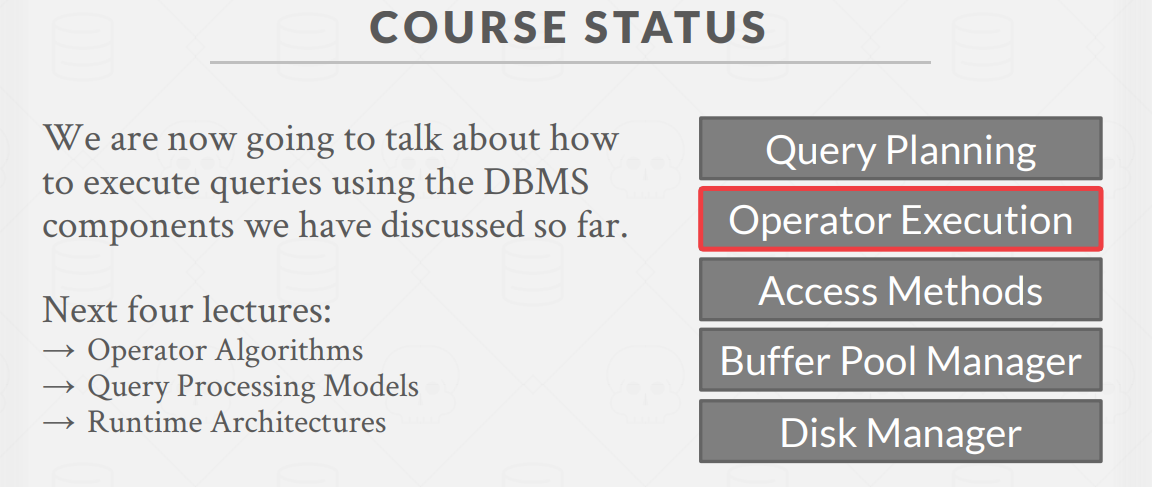 COURSE STATUS
We are now going to talk about how
to execute queries using the DBMS
components we have discussed so far.
Next four lectures:
→ Operator Algorithms
→ Query Processing Models
→ Runtime Architectures
Query Planning
Operator Execution
Access Methods
Buffer Pool Manager
Disk Manager